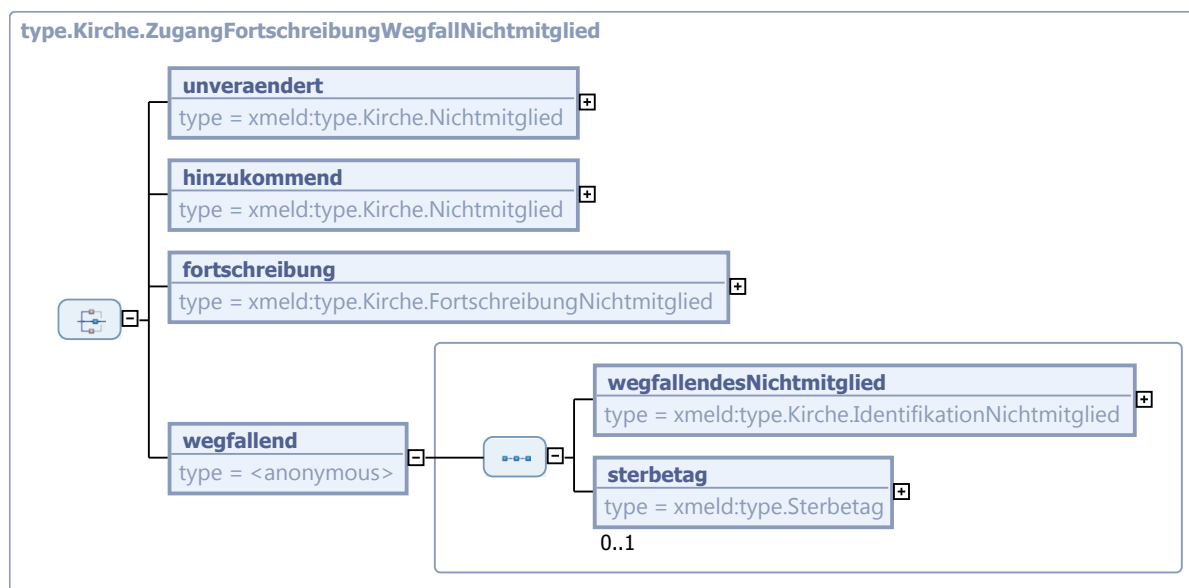 type.Kirche.ZugangFortschreibungWegfallNichtmitglied
unveraendert
type = xmeld:type.Kirche.Nichtmitglied
hinzukommend
type = xmeld:type.Kirche.Nichtmitglied
fortschreibung
type = xmeld:type.Kirche.FortschreibungNichtmitglied
wegfallend
type = <anonymous>
wegfallendesNichtmitglied
type = xmeld:type.Kirche.IdentifikationNichtmitglied
sterbetag
type = xmeld:type.Sterbetag
0..1